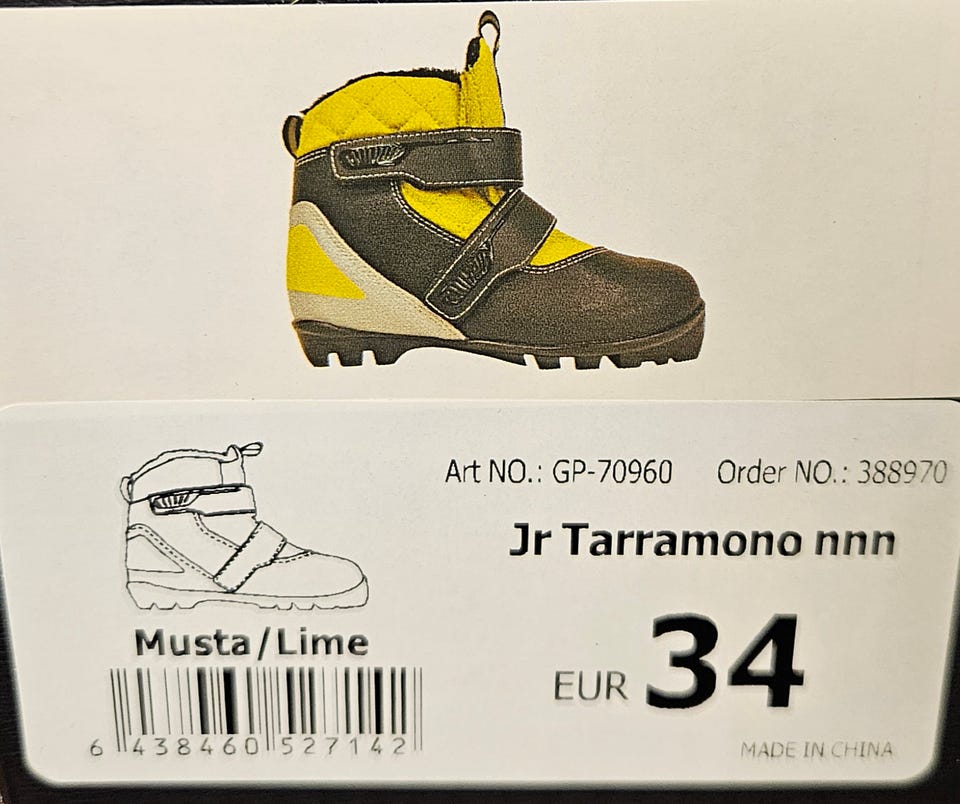 Art NO.: GP-70960 Order NO.: 388970
Jr Tarramono nnn
Musta/Lime
EUR 34
6 438460 527142
MADE IN CHINA